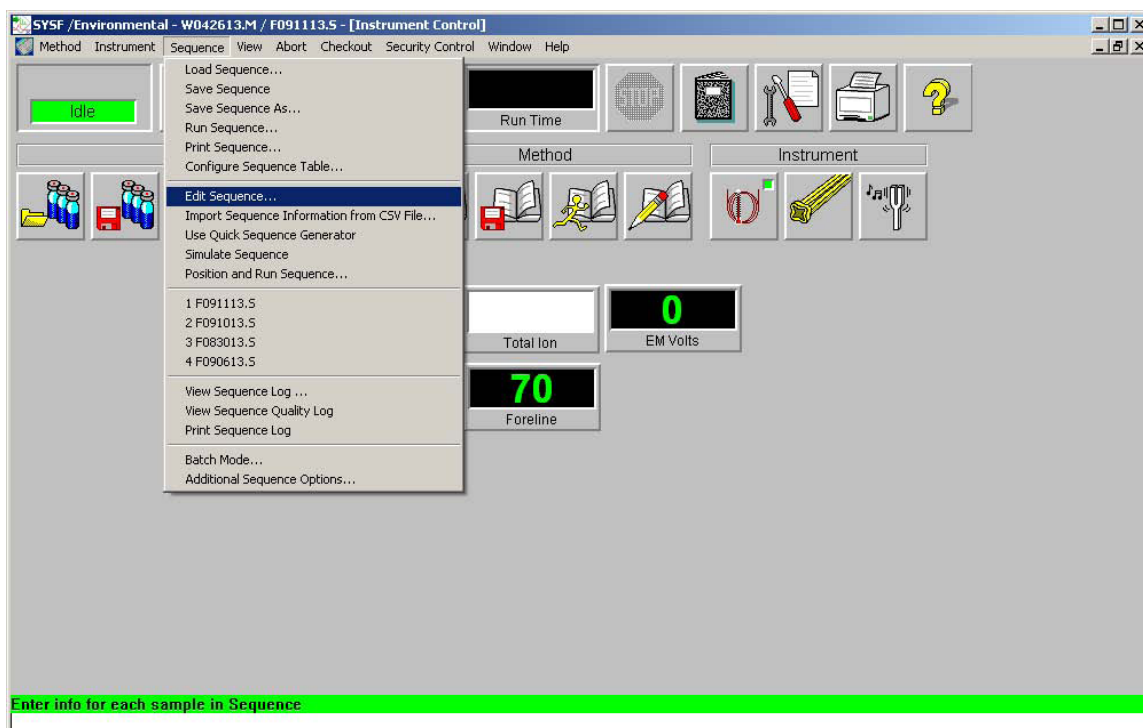 SYSF /Environmental - W042613.M / F091113.S - [Instrument Control]
Method Instrument Sequence View Abort Checkout Security Control Window Help
Load Sequence...
Save Sequence
Save Sequence As...
Run Sequence...
Print Sequence...
Configure Sequence Table...
Edit Sequence...
Import Sequence Information from CSV File...
Use Quick Sequence Generator
Simulate Sequence
Position and Run Sequence...
1 F091113.S
2 F091013.S
3 F083013.S
4 F090613.S
View Sequence Log ...
View Sequence Quality Log
Print Sequence Log
Batch Mode...
Additional Sequence Options...
Idle
Run Time
STOP
Method
Instrument
Total Ion
0
EM Volts
70
Foreline
Enter info for each sample in Sequence